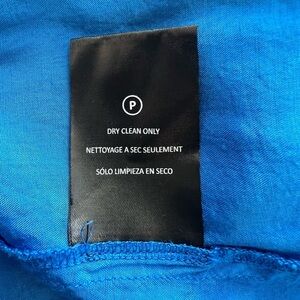 P
DRY CLEAN ONLY
NETTOYAGE A SEC SEULEMENT
SÓLO LIMPIEZA EN SECO